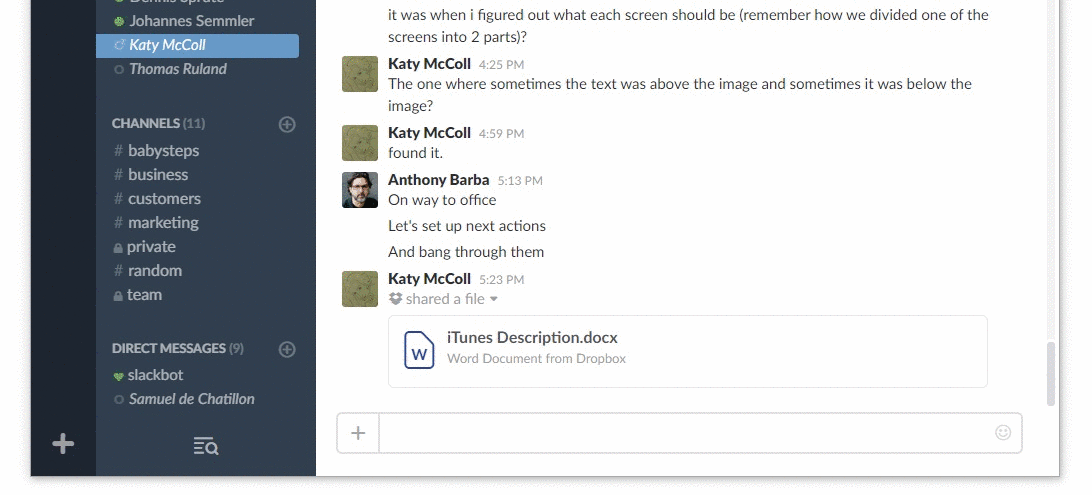 Dennis Sprute
Johannes Semmler
Katy McColl
Thomas Ruland
CHANNELS (11)
# babysteps
# business
# customers
# marketing
private
# random
team
DIRECT MESSAGES (9)
slackbot
Samuel de Chatillon
it was when i figured out what each screen should be (remember how we divided one of the
screens into 2 parts)?
Katy McColl 4:25 PM
The one where sometimes the text was above the image and sometimes it was below the
image?
Katy McColl 4:59 PM
found it.
Anthony Barba 5:13 PM
On way to office
Let's set up next actions
And bang through them
Katy McColl 5:23 PM
shared a file
W
iTunes Description.docx
Word Document from Dropbox